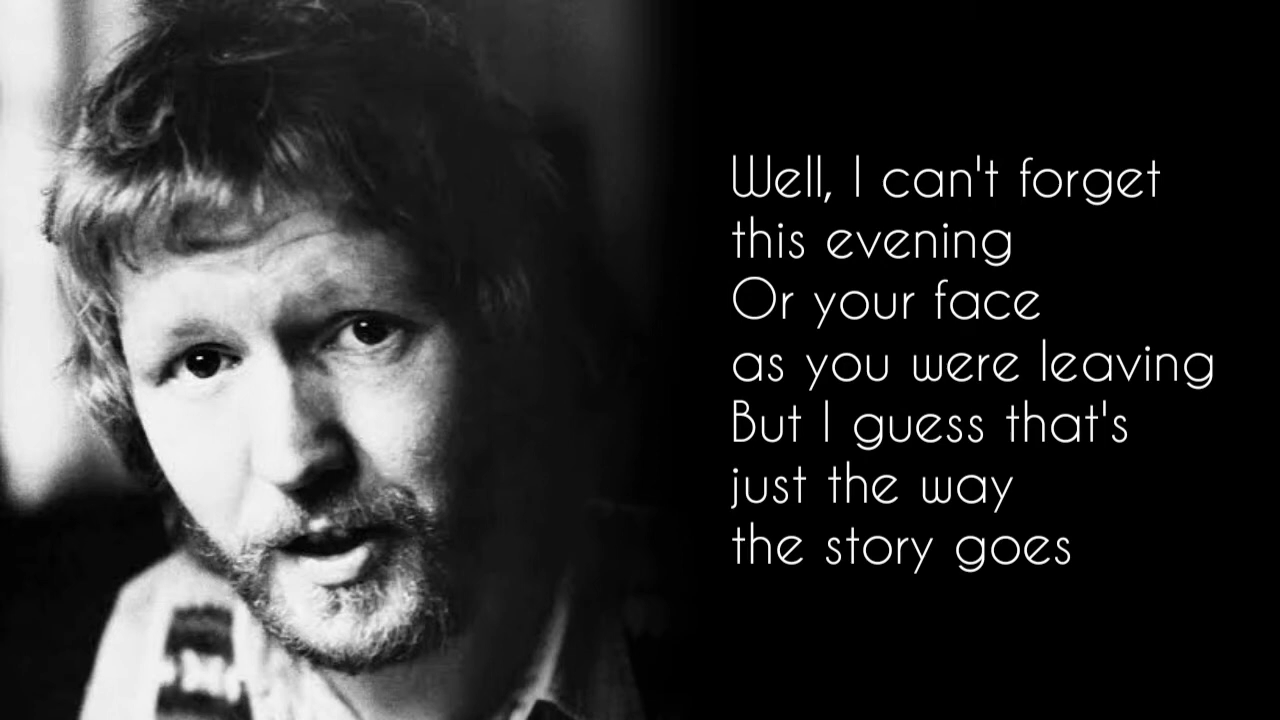 Well, I can't forget
this evening
Or your face
as you were leaving
But I guess that's
just the way
the story goes